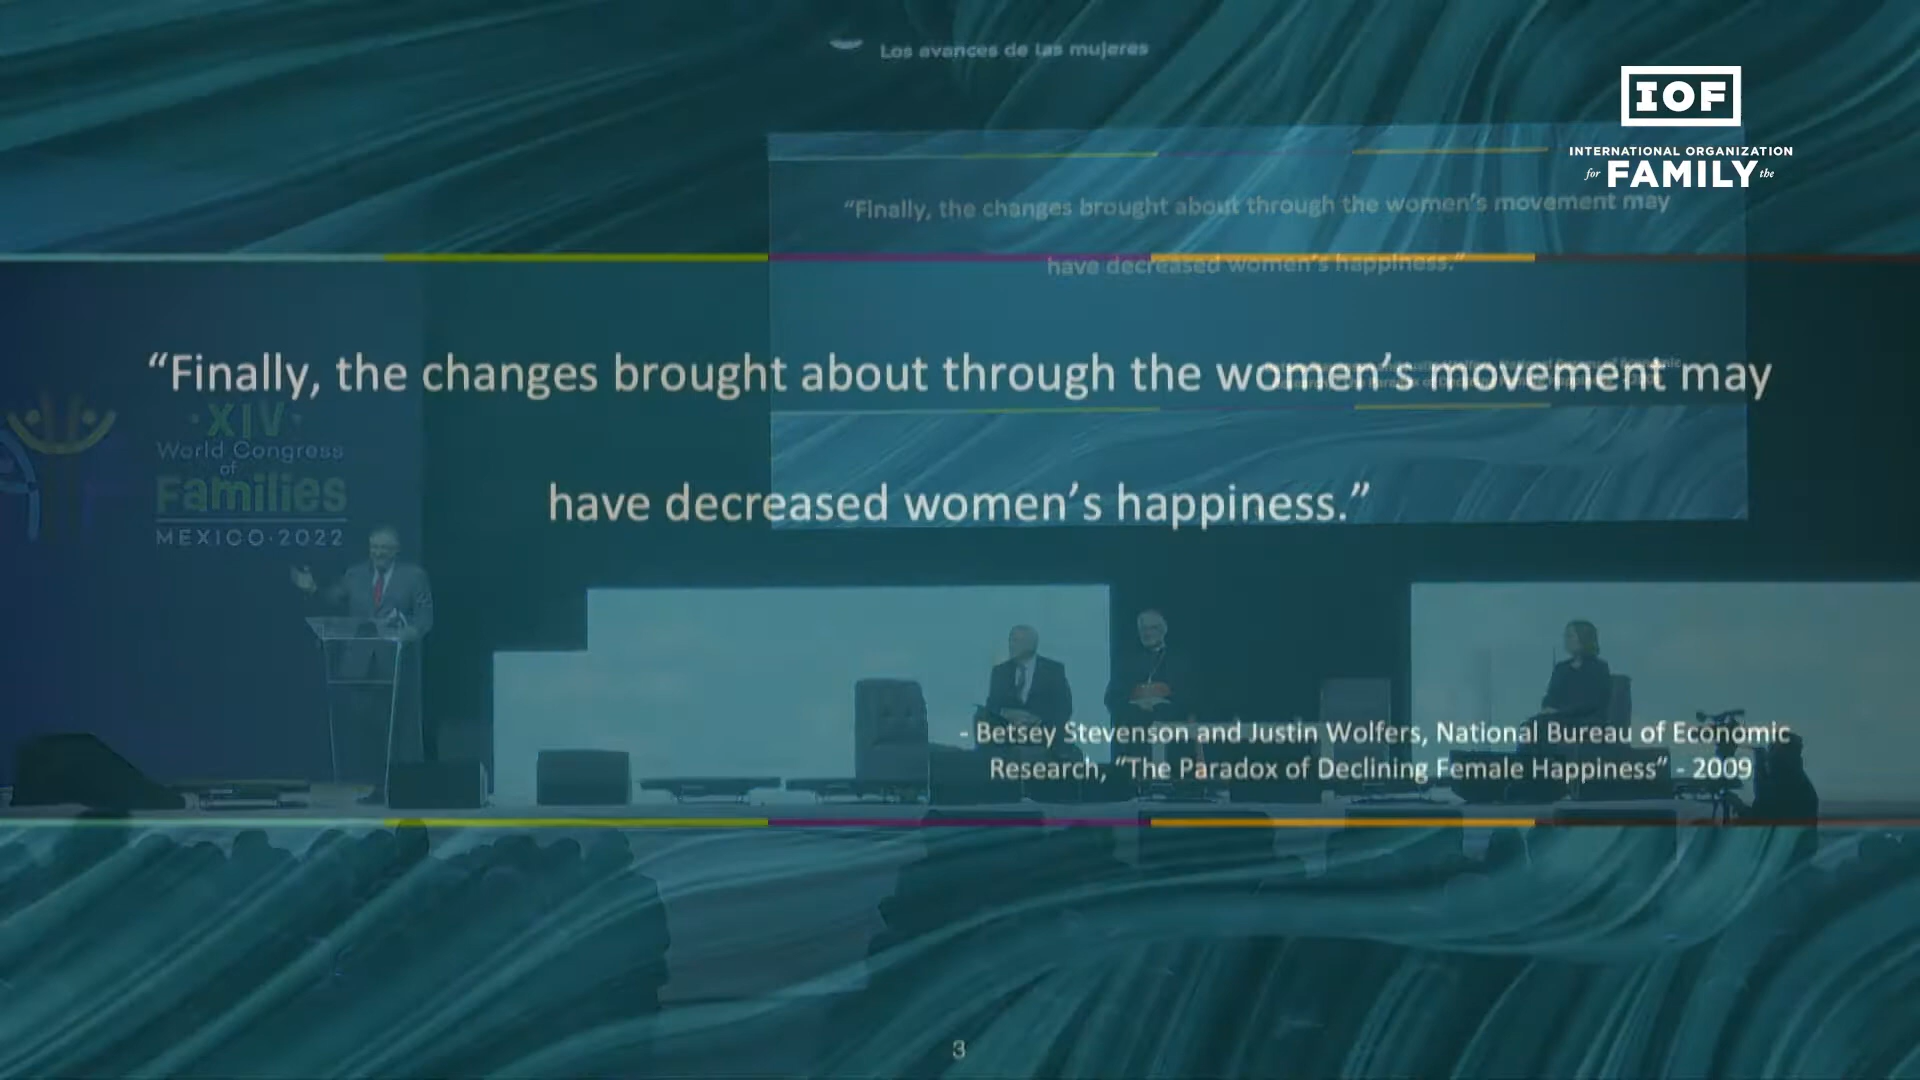 Los avances de las mujeres
IOF
INTERNATIONAL ORGANIZATION
for FAMILY the
“Finally, the changes brought about through the women’s movement may
have decreased women’s happiness.”
“Finally, the changes brought about through the women’s movement may
have decreased women’s happiness.”
·XIV·
World Congress
of
Families
MEXICO·2022
- Betsey Stevenson and Justin Wolfers, National Bureau of Economic
Research, “The Paradox of Declining Female Happiness” - 2009
3